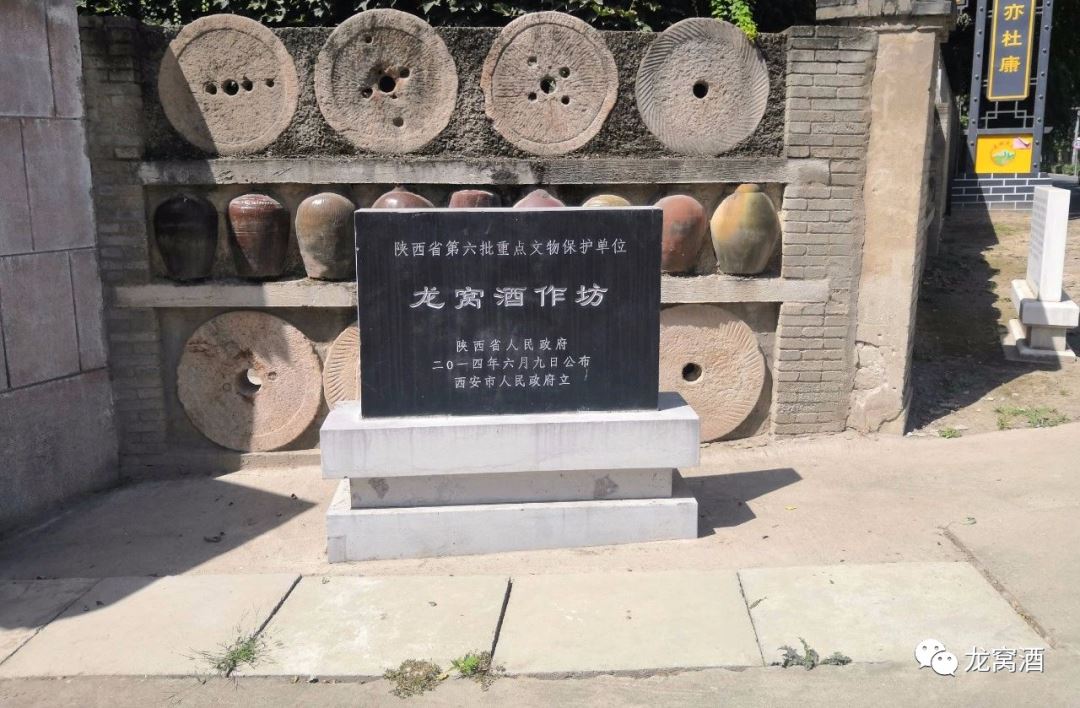 陕西省第六批重点文物保护单位
龙窝酒作坊
陕西省人民政府
二〇一四年六月九日公布
西安市人民政府立
亦杜康
龙窝酒